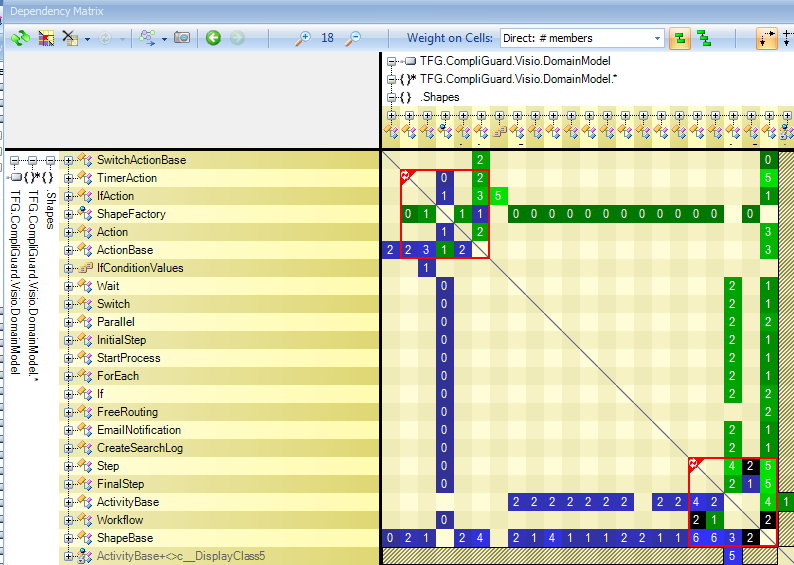 Dependency Matrix
18 Weight on Cells: Direct: # members
TFG.CompliGuard.Visio.DomainModel
{}* TFG.CompliGuard.Visio.DomainModel.*
{} .Shapes
TFG.CompliGuard.Visio.DomainModel
TFG.CompliGuard.Visio.DomainModel.*
.Shapes
SwitchActionBase 2 0
TimerAction 0 2 5
IfAction 1 3 5 1
ShapeFactory 0 1 1 1 0 0 0 0 0 0 0 0 0 0 0 0 0
Action 1 2 3
ActionBase 2 2 3 1 2 3
IfConditionValues 1
Wait 0 2 1
Switch 0 2 1
Parallel 0 2 2
InitialStep 0 2 1
StartProcess 0 2 1
ForEach 0 2 1
If 0 2 1
FreeRouting 0 2
EmailNotification 0 2 1
CreateSearchLog 0 2 1
Step 0 4 2 5
FinalStep 0 2 1 5
ActivityBase 2 2 2 2 2 2 2 2 2 4 2 4 1
Workflow 0 2 1 2
ShapeBase 0 2 1 2 4 2 1 4 1 1 1 2 2 1 1 6 6 3 2
ActivityBase+<>c__DisplayClass5 5